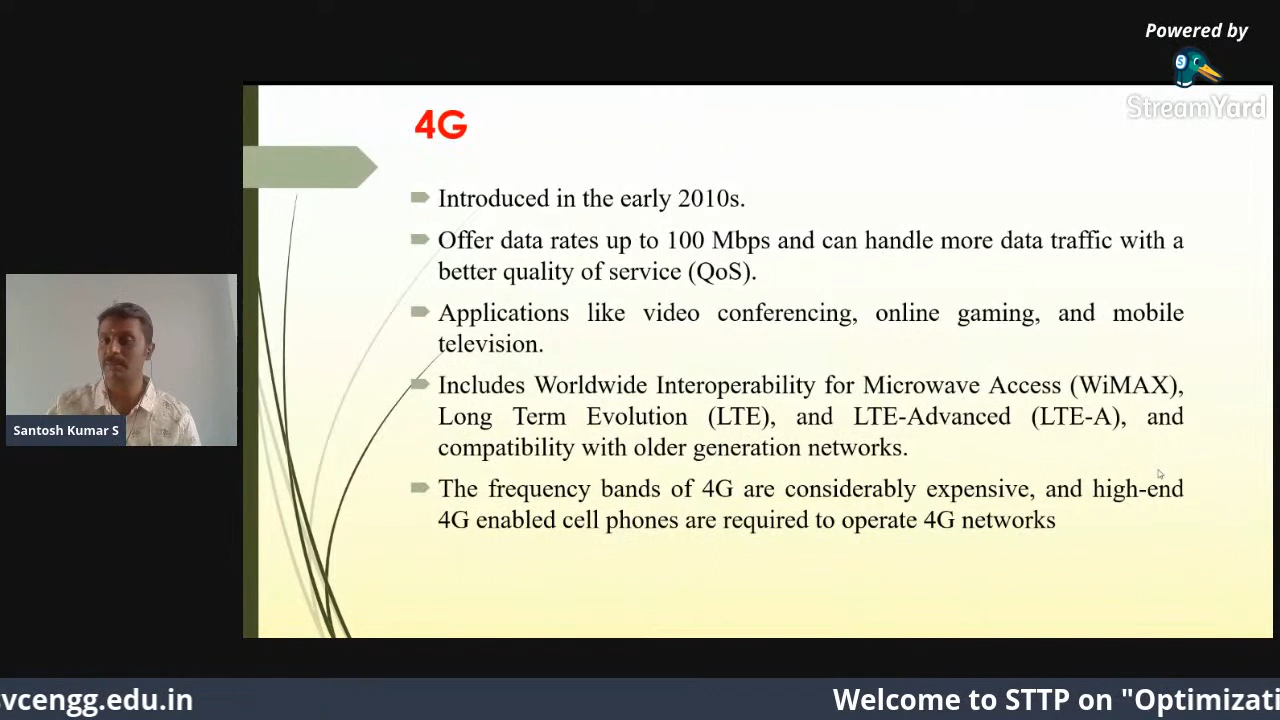 Powered by
StreamYard
4G
Introduced in the early 2010s.
Offer data rates up to 100 Mbps and can handle more data traffic with a
better quality of service (QoS).
Applications like video conferencing, online gaming, and mobile
television.
Includes Worldwide Interoperability for Microwave Access (WiMAX),
Long Term Evolution (LTE), and LTE-Advanced (LTE-A), and
compatibility with older generation networks.
The frequency bands of 4G are considerably expensive, and high-end
4G enabled cell phones are required to operate 4G networks
Santosh Kumar S
svcengg.edu.in
Welcome to STTP on "Optimizati